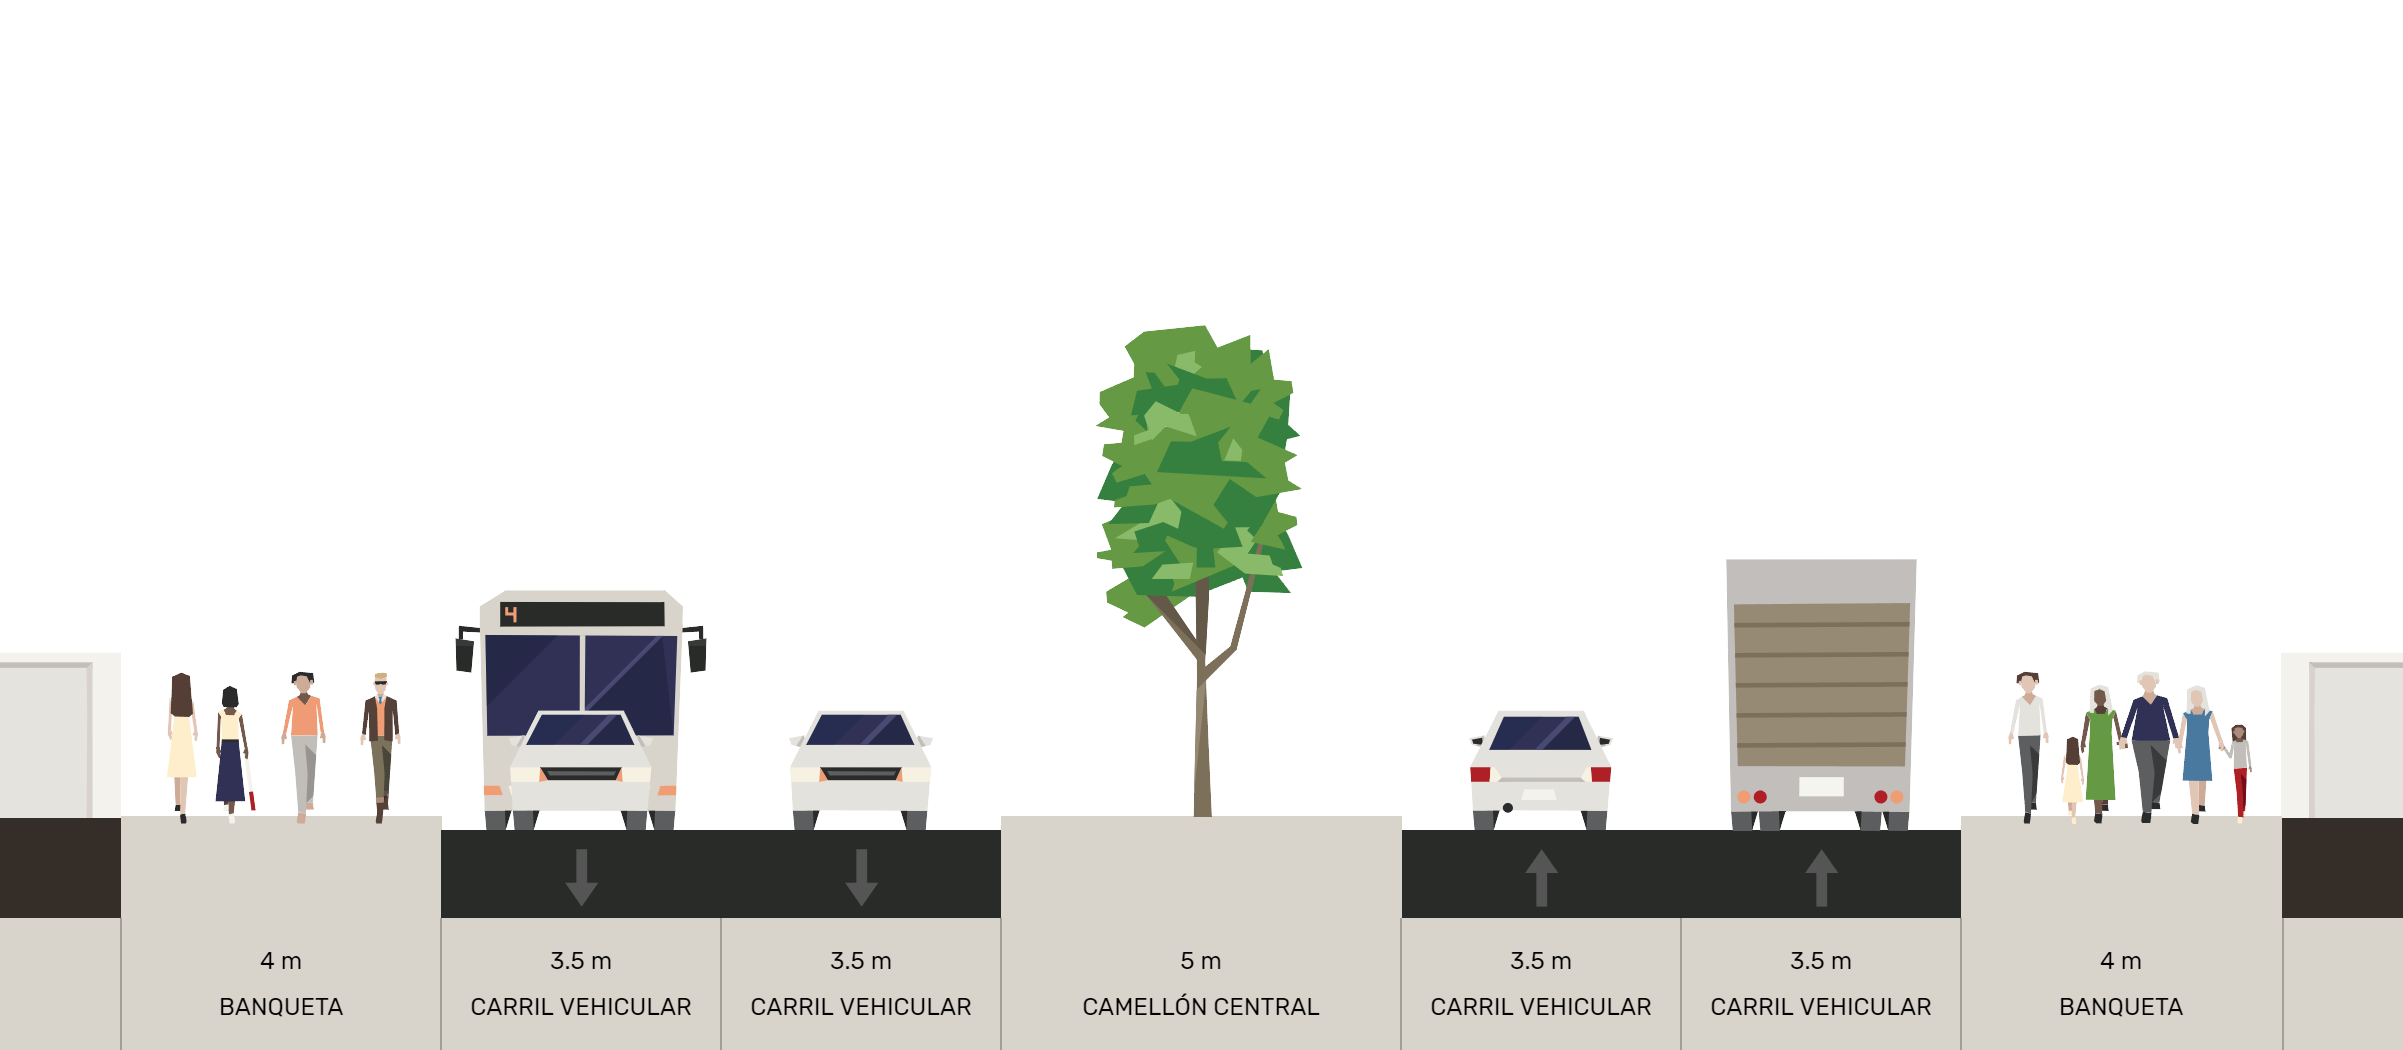 4
4 m
BANQUETA
3.5 m
CARRIL VEHICULAR
3.5 m
CARRIL VEHICULAR
5 m
CAMELLÓN CENTRAL
3.5 m
CARRIL VEHICULAR
3.5 m
CARRIL VEHICULAR
4 m
BANQUETA